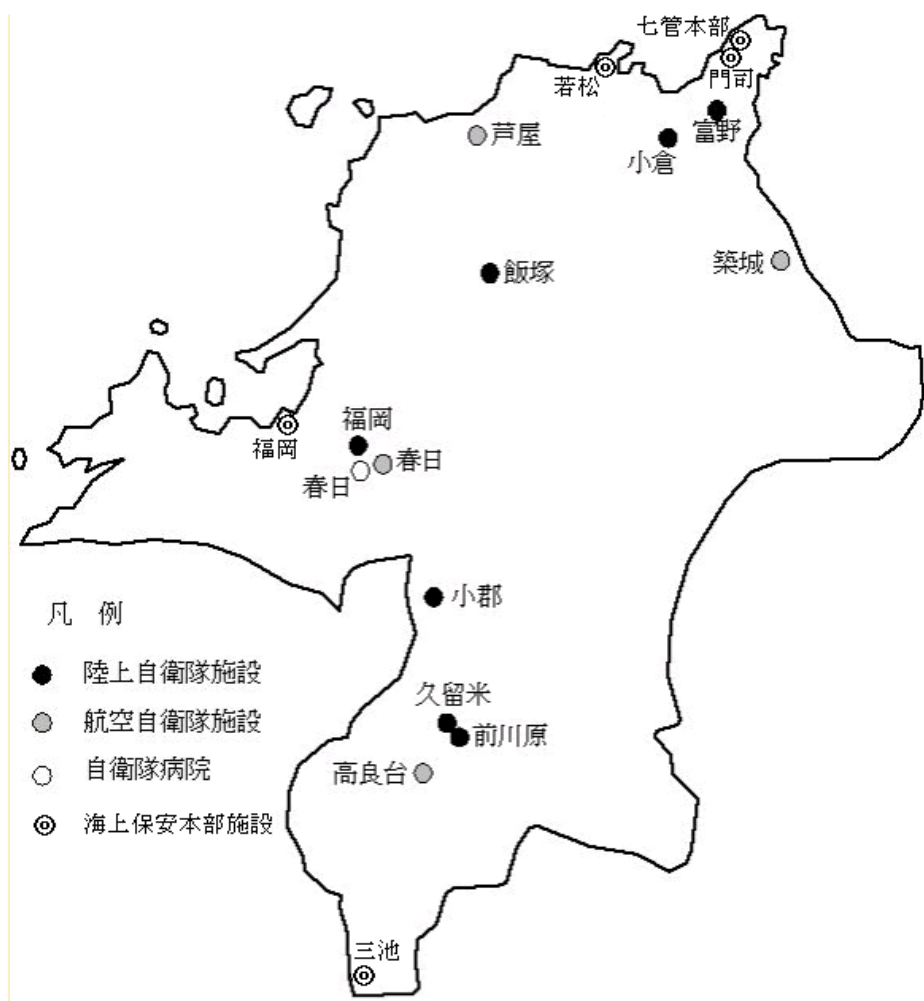 七管本部
門司
若松
富野
芦屋
小倉
築城
飯塚
福岡
福岡
春日
春日
小郡
凡 例
陸上自衛隊施設
久留米
航空自衛隊施設
前川原
自衛隊病院
高良台
海上保安本部施設
三池